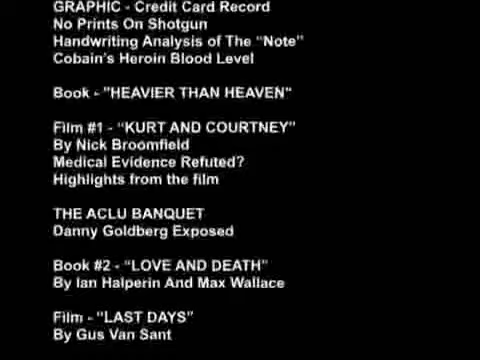 GRAPHIC - Credit Card Record
No Prints On Shotgun
Handwriting Analysis of The “Note”
Cobain’s Heroin Blood Level
Book - "HEAVIER THAN HEAVEN"
Film #1 - “KURT AND COURTNEY”
By Nick Broomfield
Medical Evidence Refuted?
Highlights from the film
THE ACLU BANQUET
Danny Goldberg Exposed
Book #2 - “LOVE AND DEATH”
By Ian Halperin And Max Wallace
Film - "LAST DAYS”
By Gus Van Sant